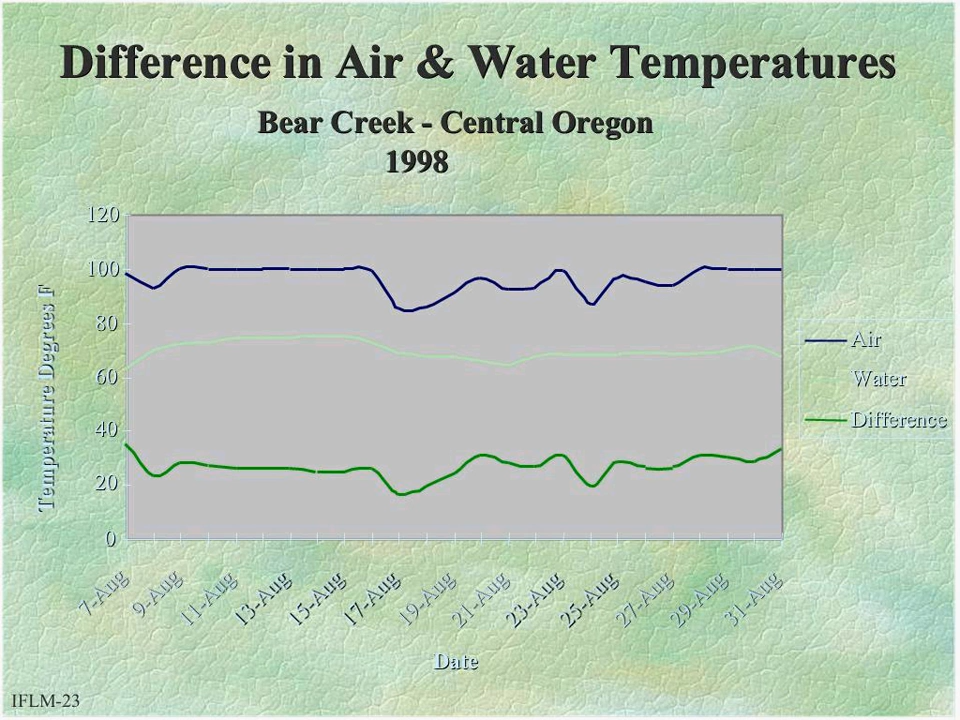 Difference in Air & Water Temperatures
Bear Creek - Central Oregon
1998
120
100
80
60
40
20
0
Temperature Degrees F
7-Aug
9-Aug
11-Aug
13-Aug
15-Aug
17-Aug
19-Aug
21-Aug
23-Aug
25-Aug
27-Aug
29-Aug
31-Aug
Date
Air
Water
Difference
IFLM-23